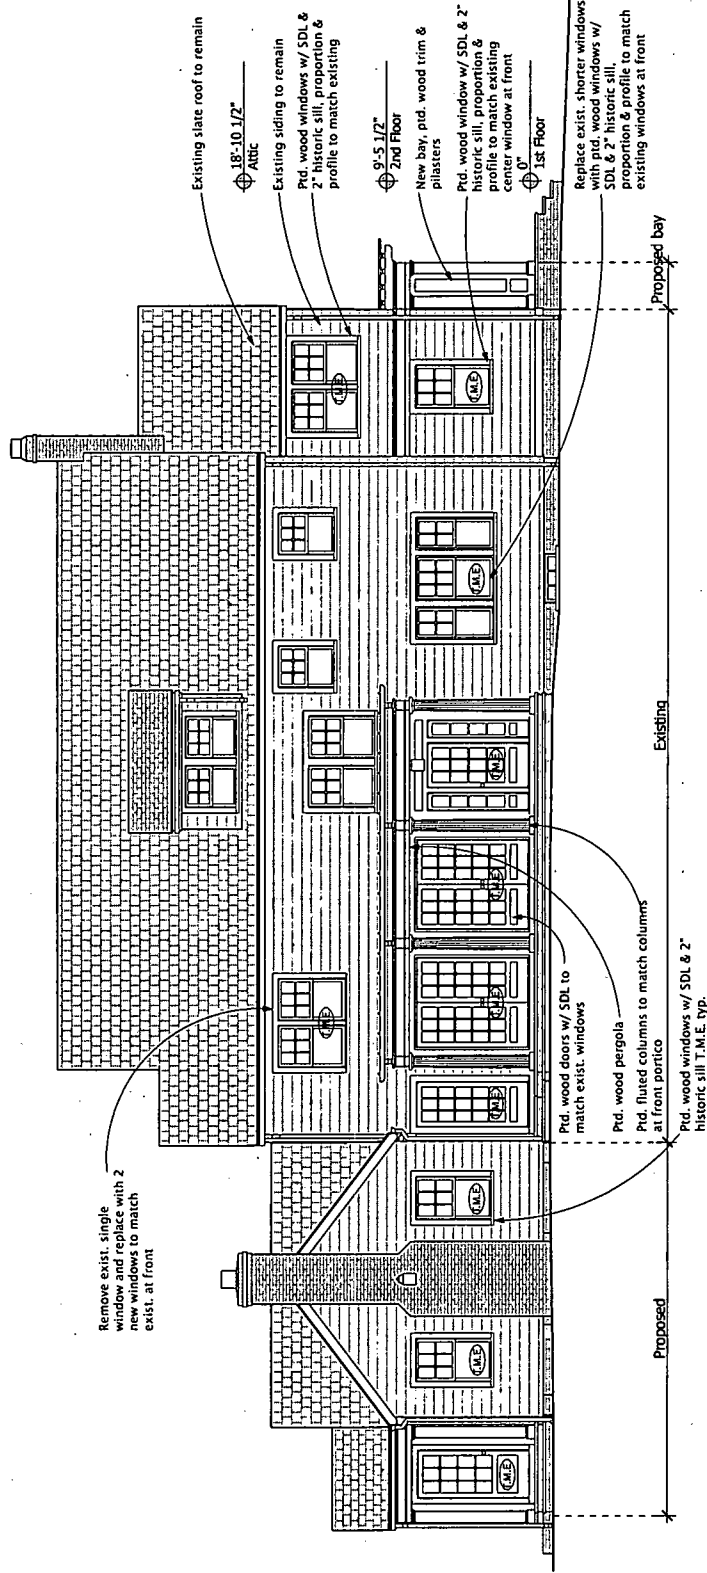 Remove exist. single
window and replace with 2
new windows to match
exist. at front
Existing slate roof to remain
18'-10 1/2"
Attic
Existing siding to remain
Ptd. wood windows w/ SDL &
2" historic sill, proportion &
profile to match existing
9'-5 1/2"
2nd Floor
New bay, ptd. wood trim &
pilasters
Ptd. wood window w/ SDL & 2"
historic sill, proportion &
profile to match existing
center window at front
0"
1st Floor
Replace exist. shorter windows
with ptd. wood windows w/
SDL & 2" historic sill,
proportion & profile to match
existing windows at front
T.M.E.
T.M.E.
T.M.E.
T.M.E.
T.M.E.
T.M.E.
T.M.E.
T.M.E.
T.M.E.
T.M.E.
T.M.E.
Ptd. wood doors w/ SDL to
match exist. windows
Ptd. wood pergola
Ptd. fluted columns to match columns
at front portico
Ptd. wood windows w/ SDL & 2"
historic sill T.M.E. typ.
Proposed
Existing
Proposed bay